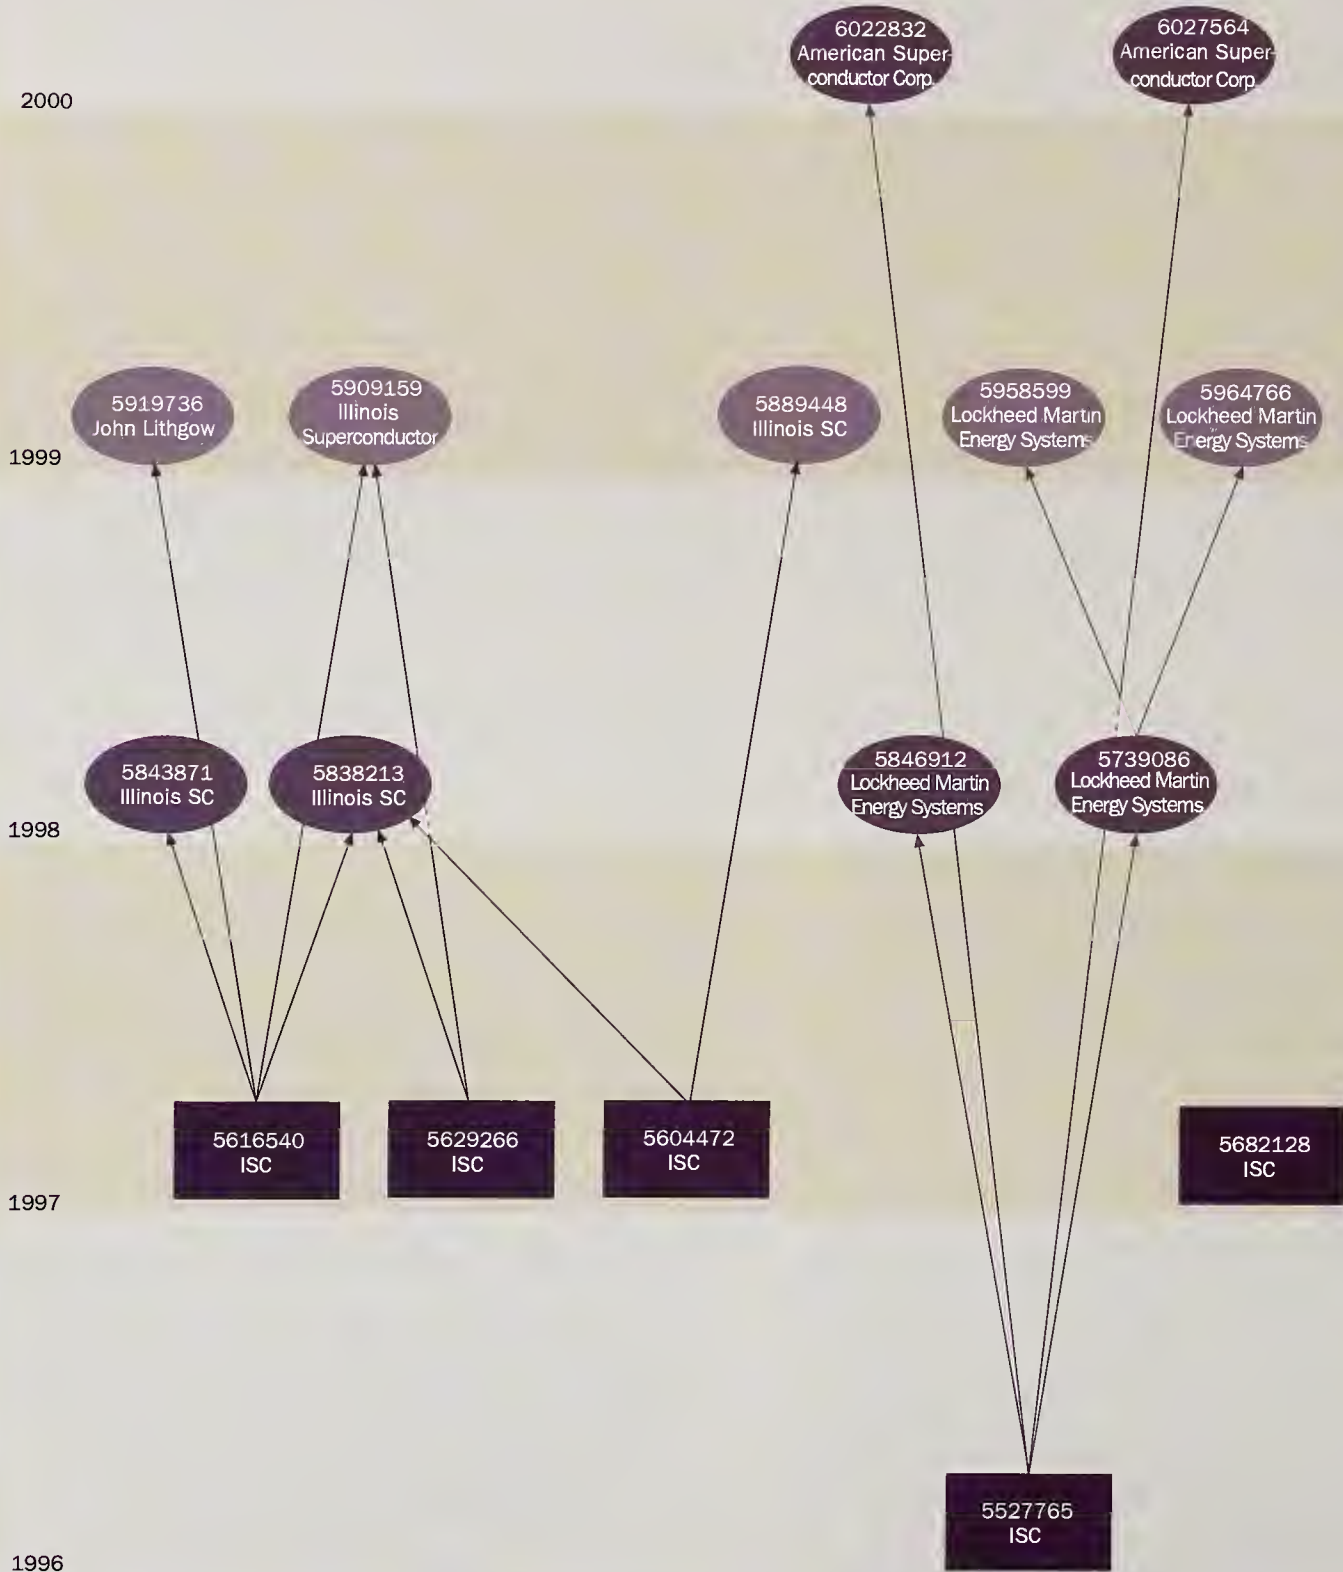 6022832
American Super-
conductor Corp.
6027564
American Super-
conductor Corp.
2000
5919736
John Lithgow
5909159
Illinois
Superconductor
5889448
Illinois SC
5958599
Lockheed Martin
Energy Systems
5964766
Lockheed Martin
Energy Systems
1999
5843871
Illinois SC
5838213
Illinois SC
5846912
Lockheed Martin
Energy Systems
5739086
Lockheed Martin
Energy Systems
1998
5616540
ISC
5629266
ISC
5604472
ISC
5682128
ISC
1997
5527765
ISC
1996